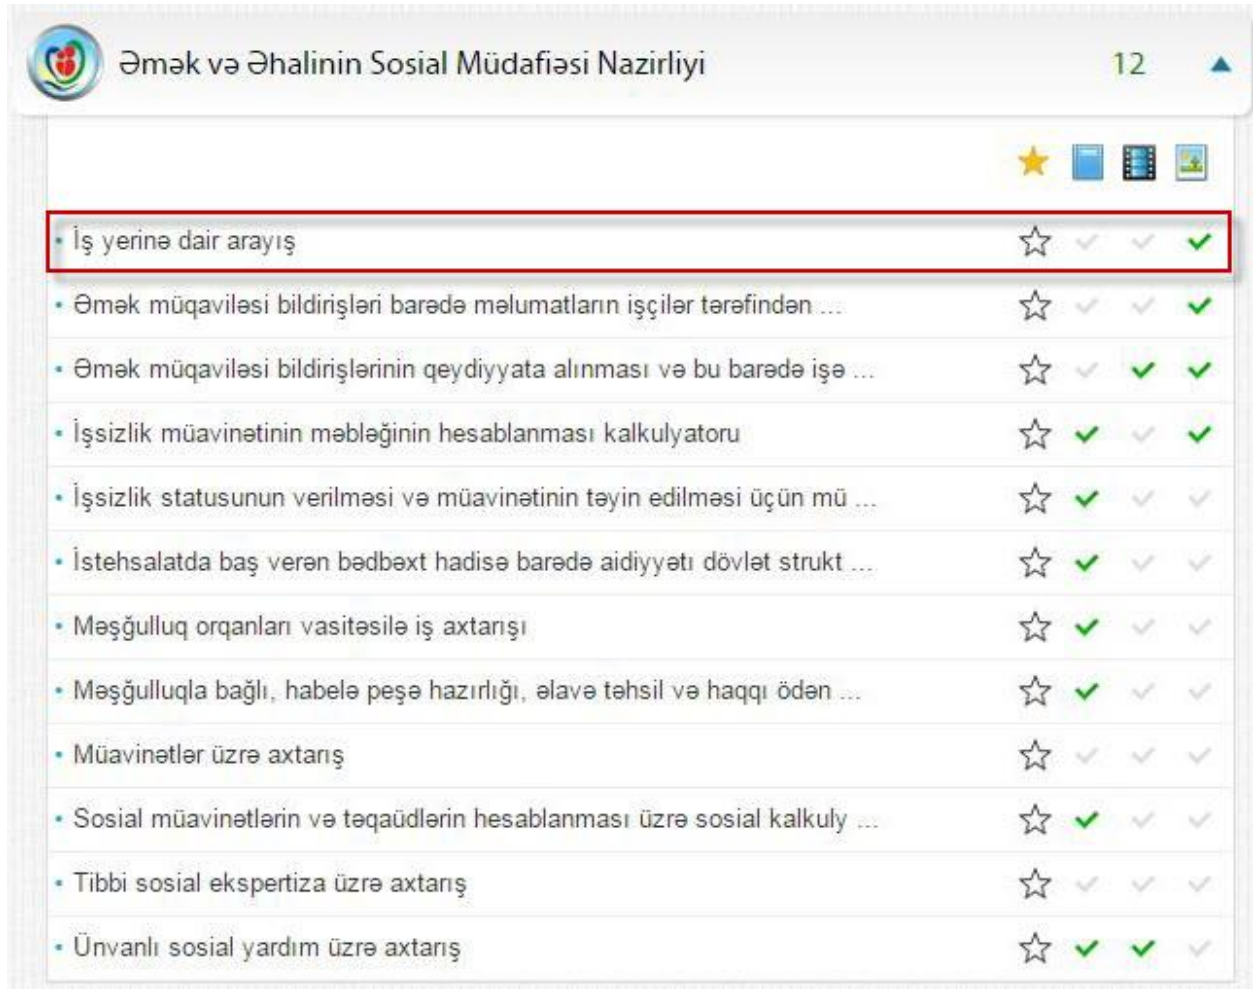 Əmək və Əhalinin Sosial Müdafiəsi Nazirliyi 12
İş yerinə dair arayış
Əmək müqaviləsi bildirişləri barədə məlumatların işçilər tərəfindən ...
Əmək müqaviləsi bildirişlərinin qeydiyyata alınması və bu barədə işə ...
İşsizlik müavinətinin məbləğinin hesablanması kalkulyatoru
İşsizlik statusunun verilməsi və müavinətinin təyin edilməsi üçün mü ...
İstehsalatda baş verən bədbəxt hadisə barədə aidiyyətı dövlət strukt ...
Məşğulluq orqanları vasitəsilə iş axtarışı
Məşğulluqla bağlı, habelə peşə hazırlığı, əlavə təhsil və haqqı ödən ...
Müavinətlər üzrə axtarış
Sosial müavinətlərin və təqaüdlərin hesablanması üzrə sosial kalkuly ...
Tibbi sosial ekspertiza üzrə axtarış
Ünvanlı sosial yardım üzrə axtarış